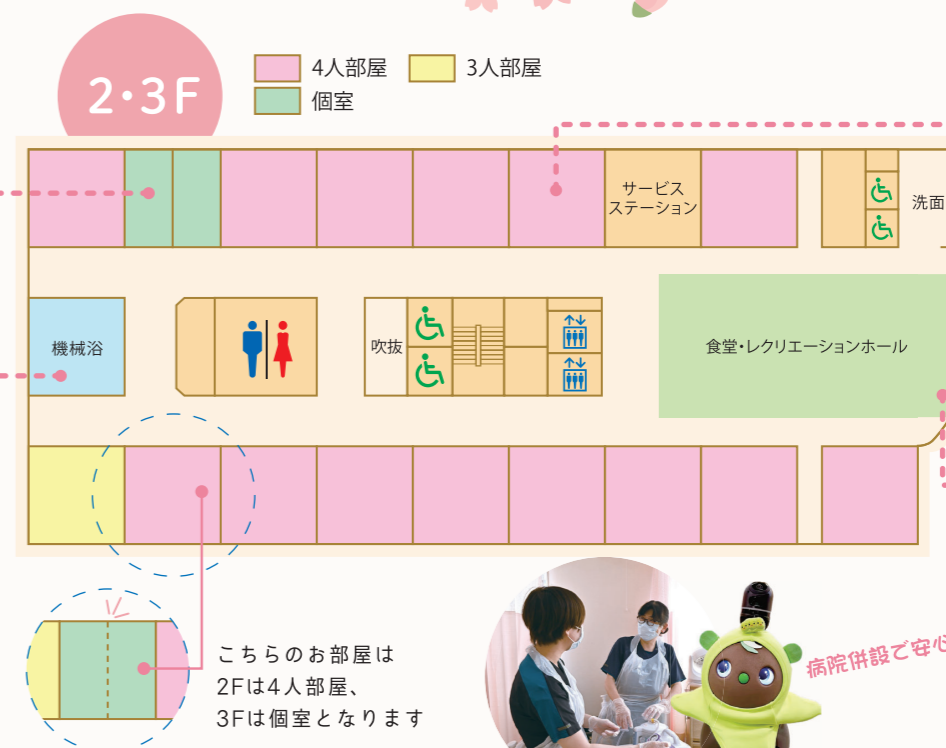 2・3F
4人部屋
3人部屋
個室
サービス
ステーション
洗面
機械浴
吹抜
食堂・レクリエーションホール
こちらのお部屋は
2Fは4人部屋、
3Fは個室となります
病院併設で安心